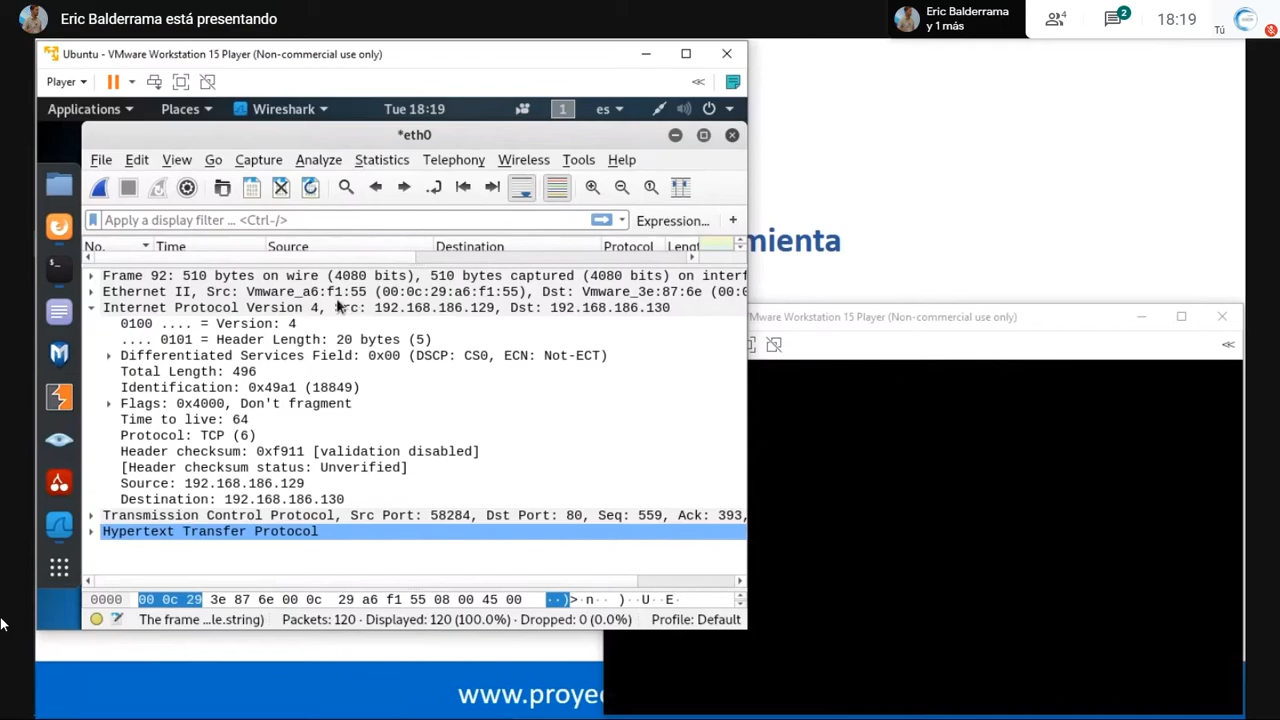 Eric Balderrama está presentando
Eric Balderrama
y 1 más
4
2
18:19
Tú
Ubuntu - VMware Workstation 15 Player (Non-commercial use only)
Player
Applications Places Wireshark Tue 18:19 1 es
*eth0
File Edit View Go Capture Analyze Statistics Telephony Wireless Tools Help
Apply a display filter ... <Ctrl-/> Expression... +
No. Time Source Destination Protocol Lengt
mienta
Frame 92: 510 bytes on wire (4080 bits), 510 bytes captured (4080 bits) on interf
Ethernet II, Src: Vmware_a6:f1:55 (00:0c:29:a6:f1:55), Dst: Vmware_3e:87:6e (00:0
Internet Protocol Version 4, Src: 192.168.186.129, Dst: 192.168.186.130
0100 .... = Version: 4
.... 0101 = Header Length: 20 bytes (5)
Differentiated Services Field: 0x00 (DSCP: CS0, ECN: Not-ECT)
Total Length: 496
Identification: 0x49a1 (18849)
Flags: 0x4000, Don't fragment
Time to live: 64
Protocol: TCP (6)
Header checksum: 0xf911 [validation disabled]
[Header checksum status: Unverified]
Source: 192.168.186.129
Destination: 192.168.186.130
Transmission Control Protocol, Src Port: 58284, Dst Port: 80, Seq: 559, Ack: 393,
Hypertext Transfer Protocol
0000 00 0c 29 3e 87 6e 00 0c 29 a6 f1 55 08 00 45 00 ··)>·n·· )··U··E·
The frame ...le.string) Packets: 120 · Displayed: 120 (100.0%) · Dropped: 0 (0.0%) Profile: Default
VMware Workstation 15 Player (Non-commercial use only)
www.proye